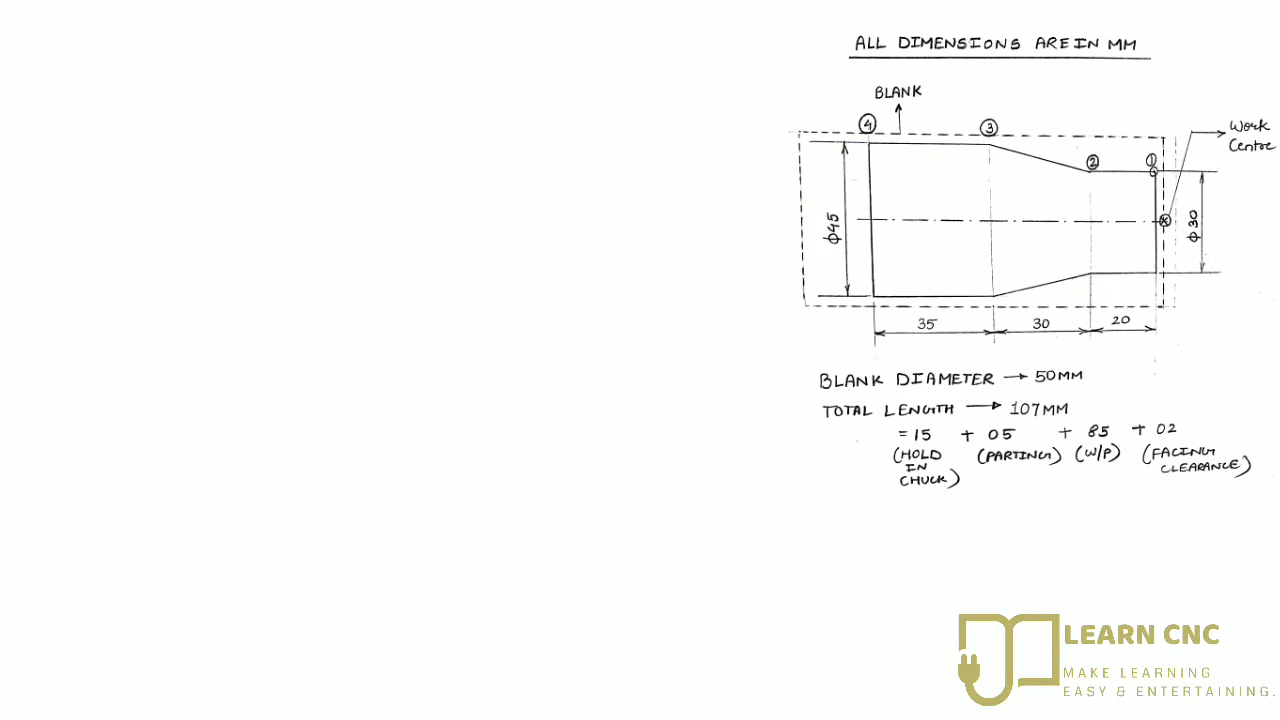 ALL DIMENSIONS ARE IN MM
BLANK
4
3
2
1
Work
Centre
ϕ45
ϕ30
35
30
20
BLANK DIAMETER → 50MM
TOTAL LENGTH → 107MM
= 15 + 05 + 85 + 02
(HOLD IN CHUCK) (PARTING) (W/P) (FACING CLEARANCE)
LEARN CNC
MAKE LEARNING
EASY & ENTERTAINING.